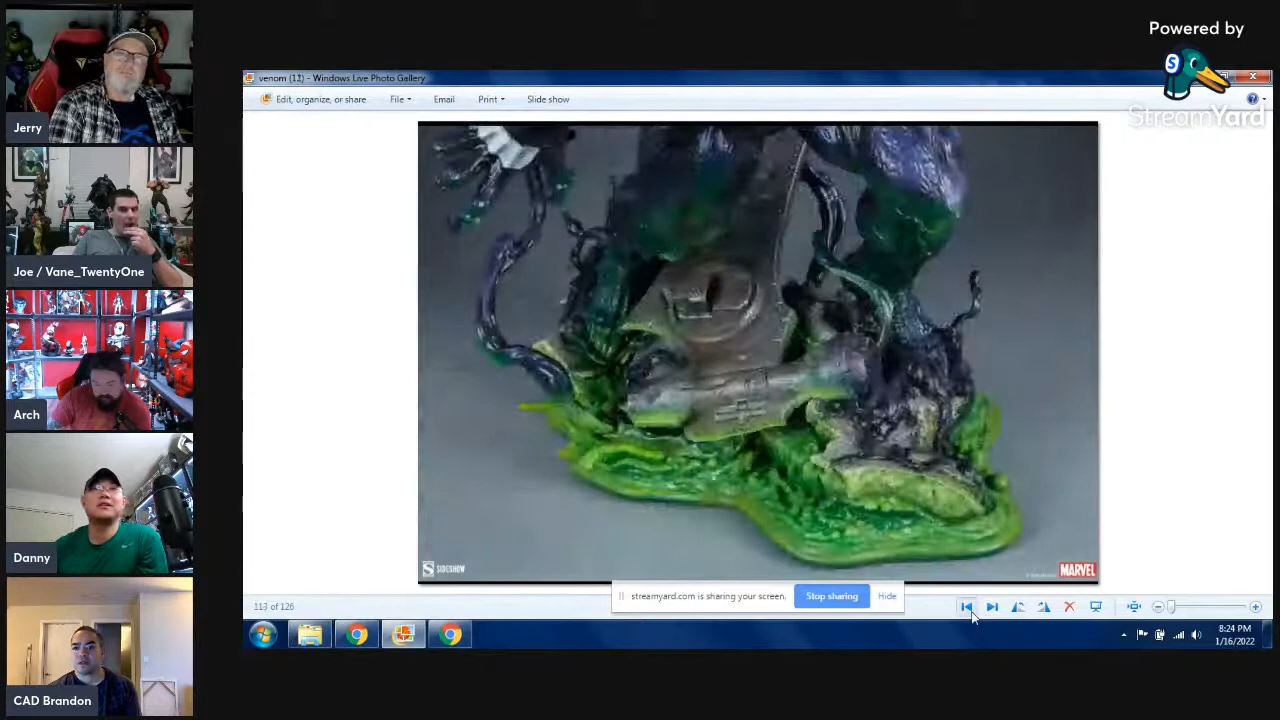 Jerry
Joe / Vane_TwentyOne
Arch
Danny
CAD Brandon
Powered by
S
StreamYard
venom (12) - Windows Live Photo Gallery
Edit, organize, or share
File
Email
Print
Slide show
S SIDESHOW
MARVEL
streamyard.com is sharing your screen.
Stop sharing
Hide
113 of 126
8:24 PM
1/16/2022